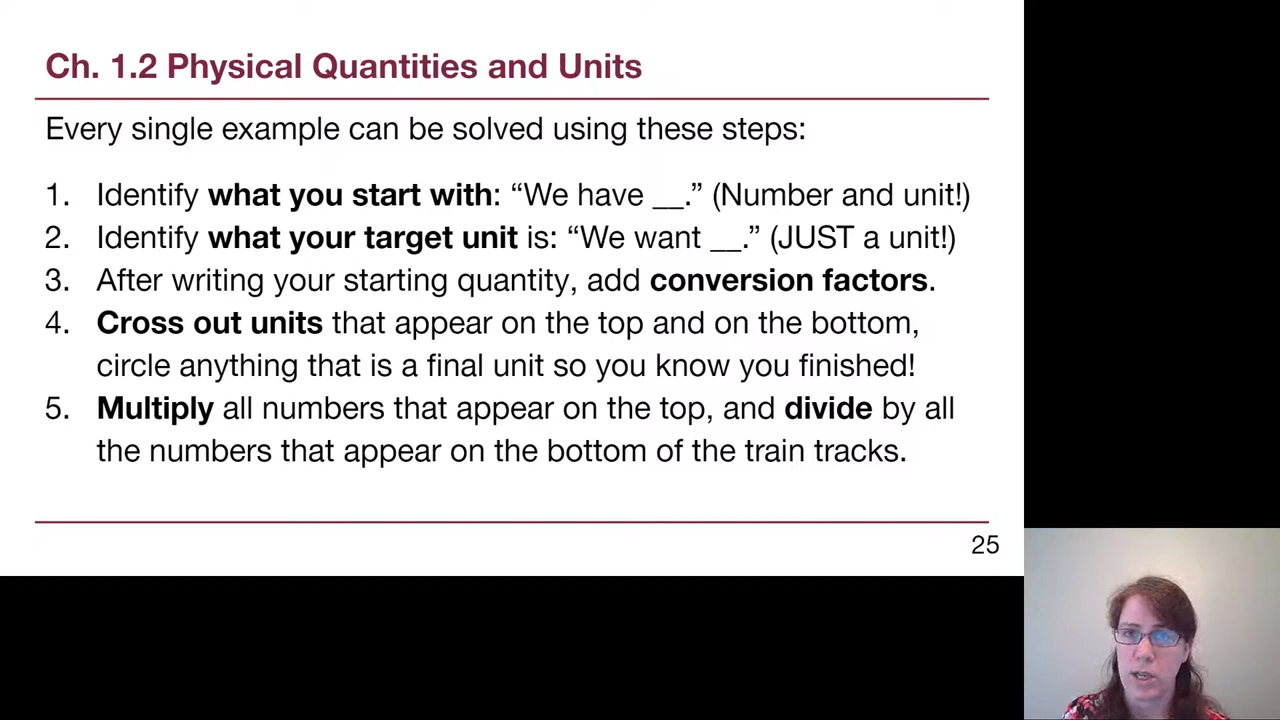 Ch. 1.2 Physical Quantities and Units
Every single example can be solved using these steps:
1. Identify what you start with: “We have __.” (Number and unit!)
2. Identify what your target unit is: “We want __.” (JUST a unit!)
3. After writing your starting quantity, add conversion factors.
4. Cross out units that appear on the top and on the bottom,
circle anything that is a final unit so you know you finished!
5. Multiply all numbers that appear on the top, and divide by all
the numbers that appear on the bottom of the train tracks.
25